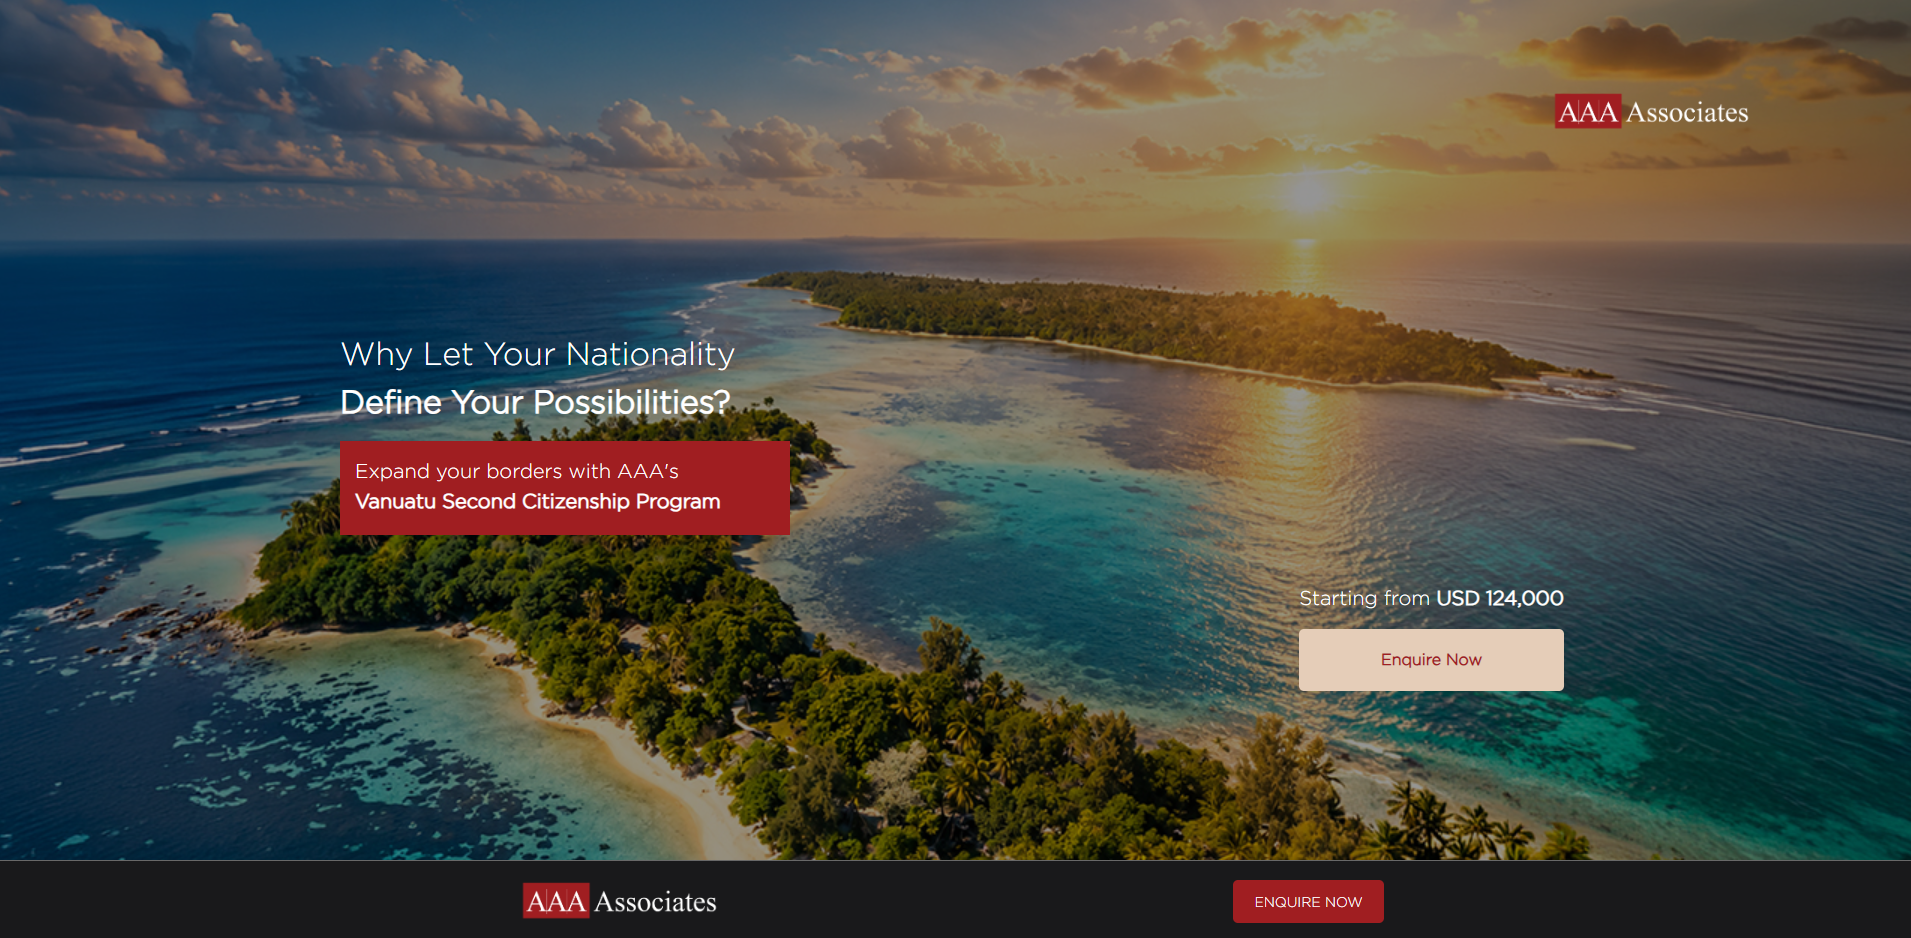 AAA Associates
Why Let Your Nationality
Define Your Possibilities?
Expand your borders with AAA's
Vanuatu Second Citizenship Program
Starting from USD 124,000
Enquire Now
AAA Associates
ENQUIRE NOW